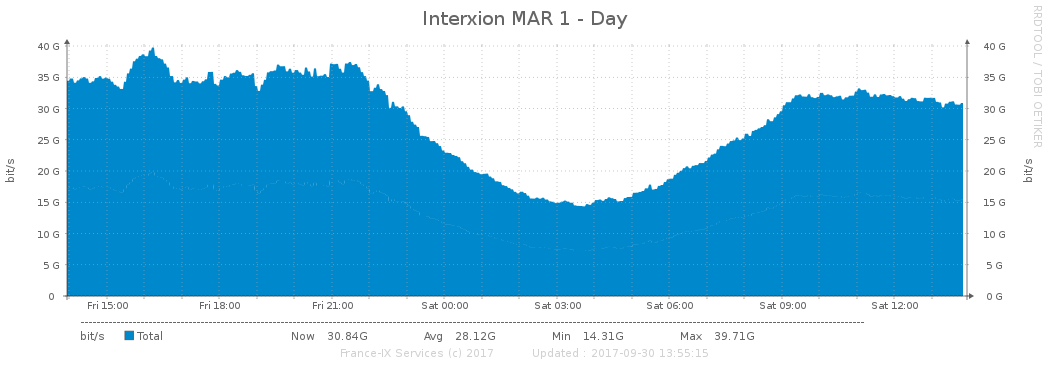 Interxion MAR 1 - Day
RRDTOOL / TOBI OETIKER
40 G 40 G
35 G 35 G
30 G 30 G
25 G 25 G
20 G 20 G
15 G 15 G
10 G 10 G
5 G 5 G
0 0 G
bit/s bit/s
Fri 15:00 Fri 18:00 Fri 21:00 Sat 00:00 Sat 03:00 Sat 06:00 Sat 09:00 Sat 12:00
bit/s Total Now 30.84G Avg 28.12G Min 14.31G Max 39.71G
France-IX Services (c) 2017 Updated : 2017-09-30 13:55:15